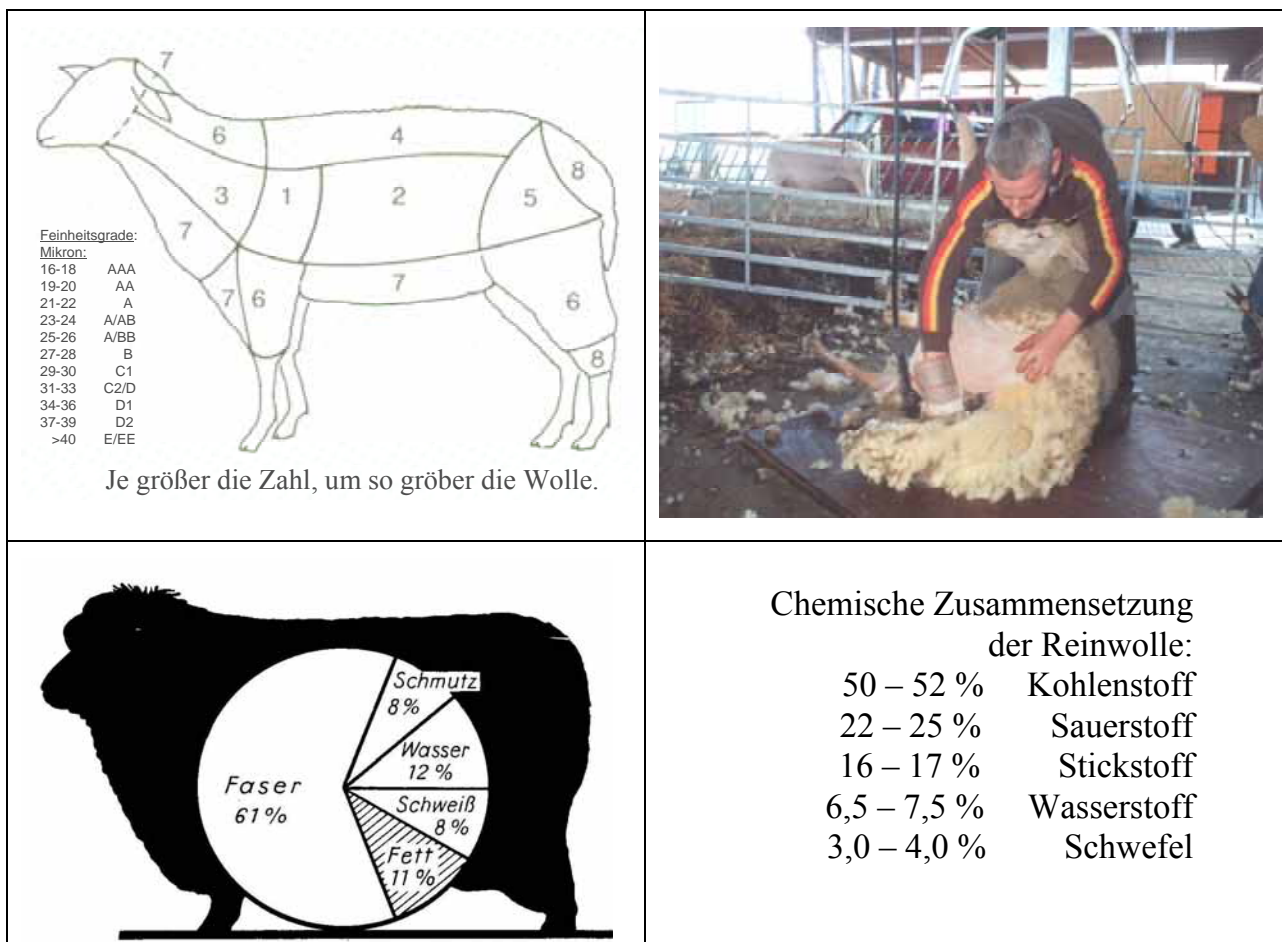 7
6
4
8
3
1
2
5
7
7
6
7
6
8
Feinheitsgrade:
Mikron:
16-18 AAA
19-20 AA
21-22 A
23-24 A/AB
25-26 A/BB
27-28 B
29-30 C1
31-33 C2/D
34-36 D1
37-39 D2
>40 E/EE
Je größer die Zahl, um so gröber die Wolle.
Schmutz
8%
Wasser
12%
Faser
61%
Schweiß
8%
Fett
11%
Chemische Zusammensetzung
der Reinwolle:
50 – 52 % Kohlenstoff
22 – 25 % Sauerstoff
16 – 17 % Stickstoff
6,5 – 7,5 % Wasserstoff
3,0 – 4,0 % Schwefel